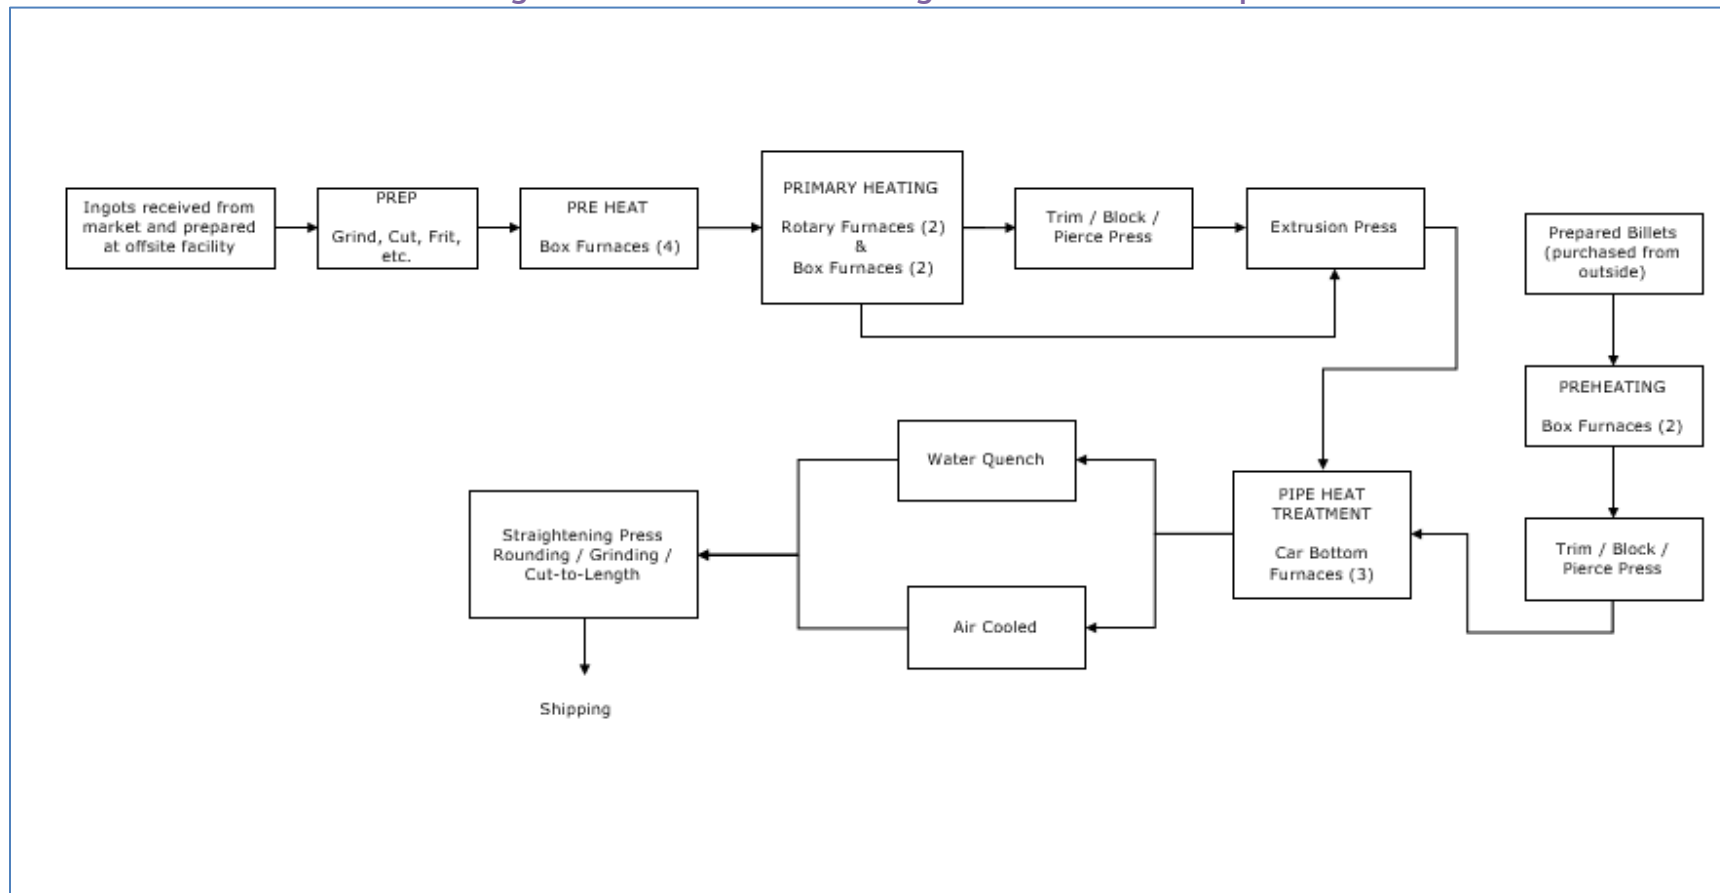 Ingots received from
market and prepared
at offsite facility
PREP
Grind, Cut, Frit,
etc.
PRE HEAT
Box Furnaces (4)
PRIMARY HEATING
Rotary Furnaces (2)
&
Box Furnaces (2)
Trim / Block /
Pierce Press
Extrusion Press
Prepared Billets
(purchased from
outside)
PREHEATING
Box Furnaces (2)
Trim / Block /
Pierce Press
PIPE HEAT
TREATMENT
Car Bottom
Furnaces (3)
Water Quench
Air Cooled
Straightening Press
Rounding / Grinding /
Cut-to-Length
Shipping